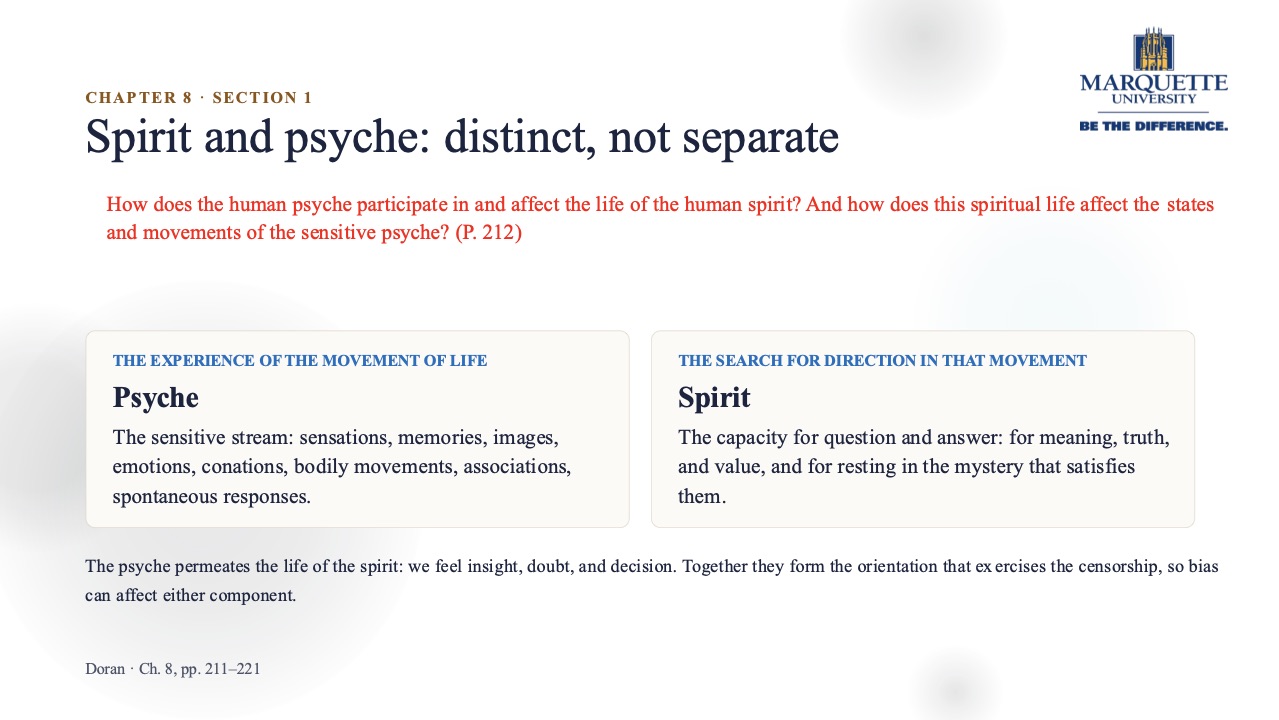 MARQUETTE
UNIVERSITY
BE THE DIFFERENCE.
CHAPTER 8 · SECTION 1
Spirit and psyche: distinct, not separate
How does the human psyche participate in and affect the life of the human spirit? And how does this spiritual life affect the states
and movements of the sensitive psyche? (P. 212)
THE EXPERIENCE OF THE MOVEMENT OF LIFE
Psyche
The sensitive stream: sensations, memories, images,
emotions, conations, bodily movements, associations,
spontaneous responses.
THE SEARCH FOR DIRECTION IN THAT MOVEMENT
Spirit
The capacity for question and answer: for meaning, truth,
and value, and for resting in the mystery that satisfies
them.
The psyche permeates the life of the spirit: we feel insight, doubt, and decision. Together they form the orientation that exercises the censorship, so bias
can affect either component.
Doran · Ch. 8, pp. 211–221